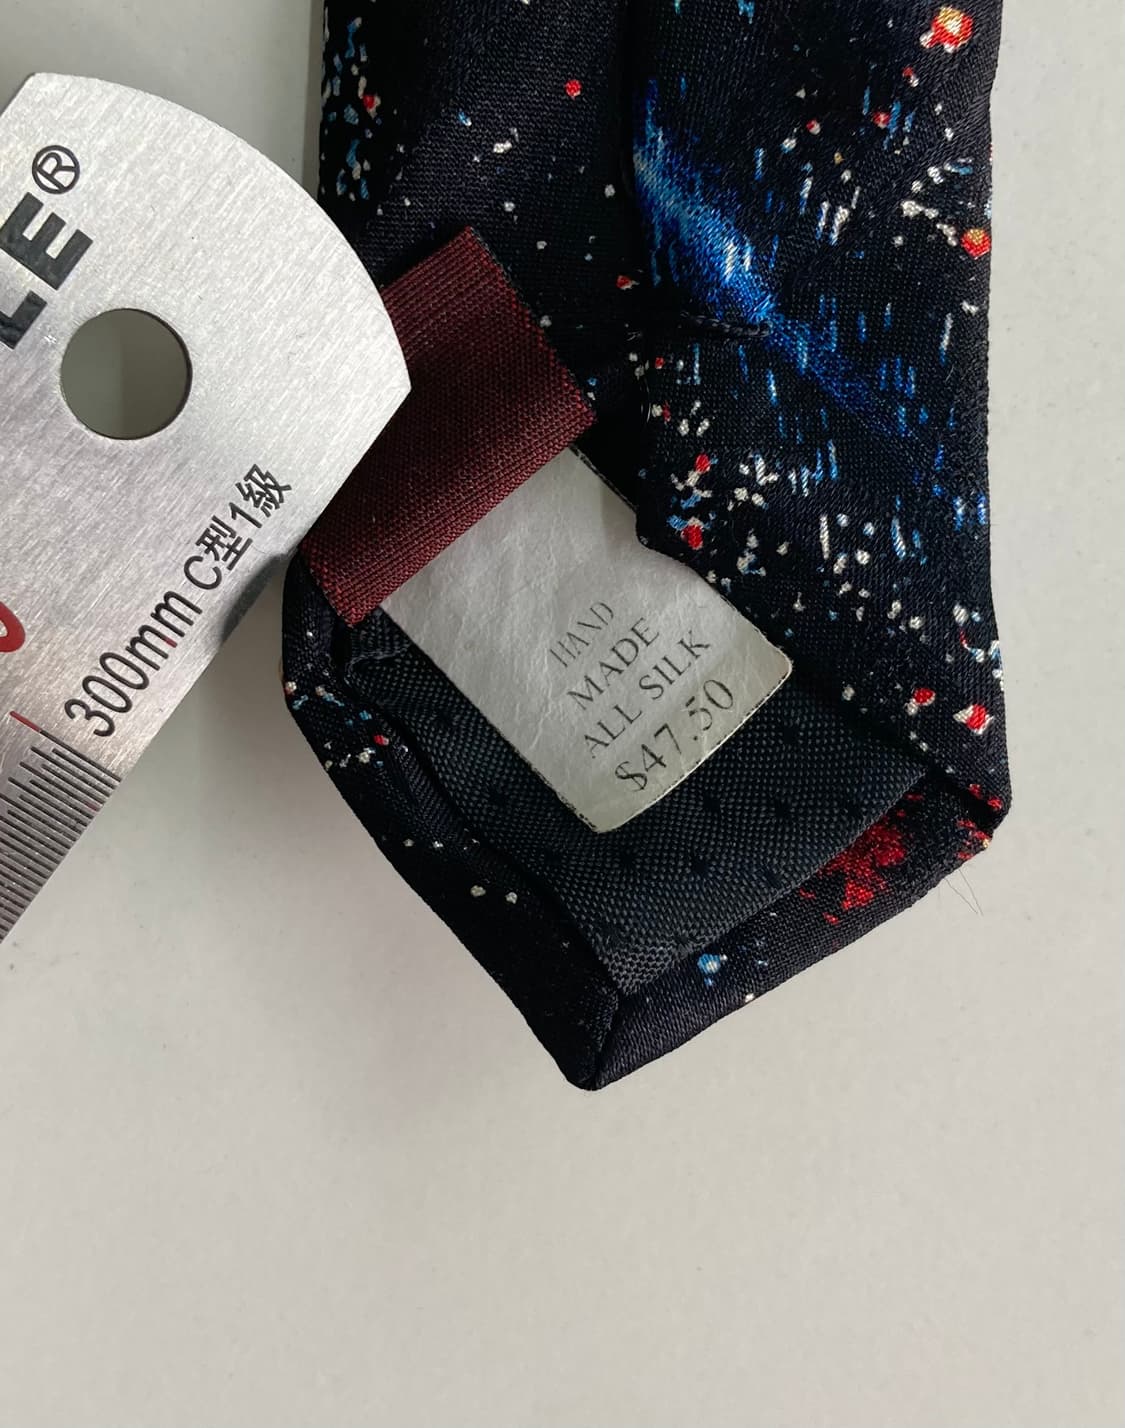 LE®
300mm C型1級
HAND
MADE
ALL SILK
$47.50